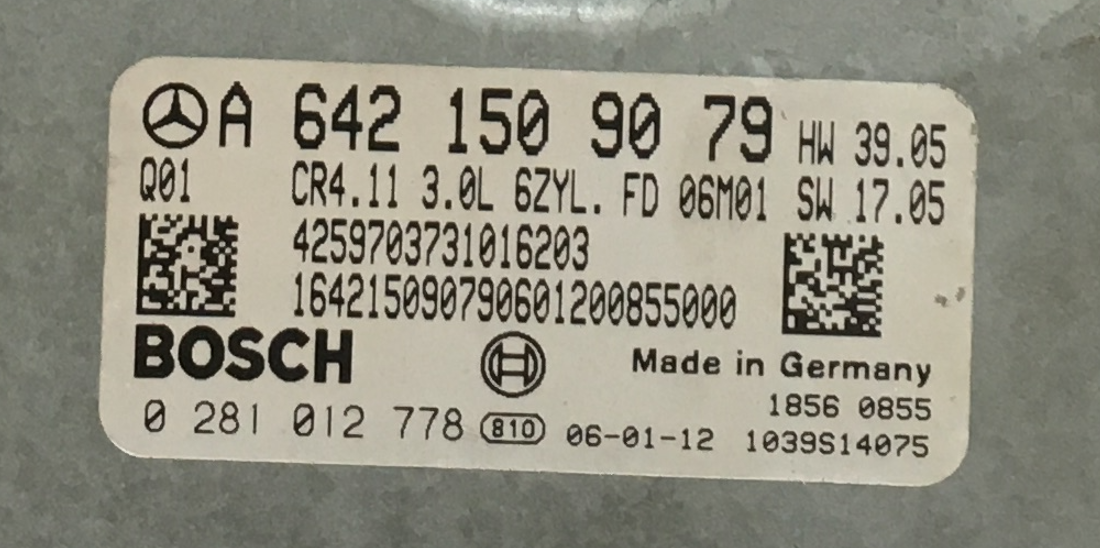 A 642 150 90 79 HW 39.05
Q01 CR4.11 3.0L 6ZYL. FD 06M01 SW 17.05
4259703731016203
164215090790601200855000
BOSCH Made in Germany
1856 0855
0 281 012 778 810 06-01-12 1039S14075